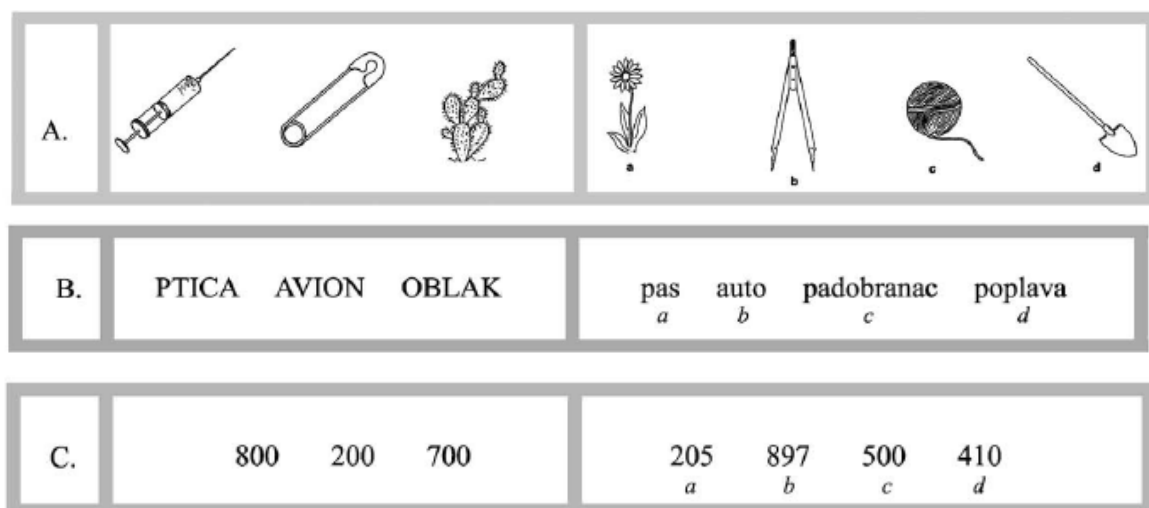 A.
a b c d
B. PTICA AVION OBLAK pas auto padobranac poplava
a b c d
C. 800 200 700 205 897 500 410
a b c d